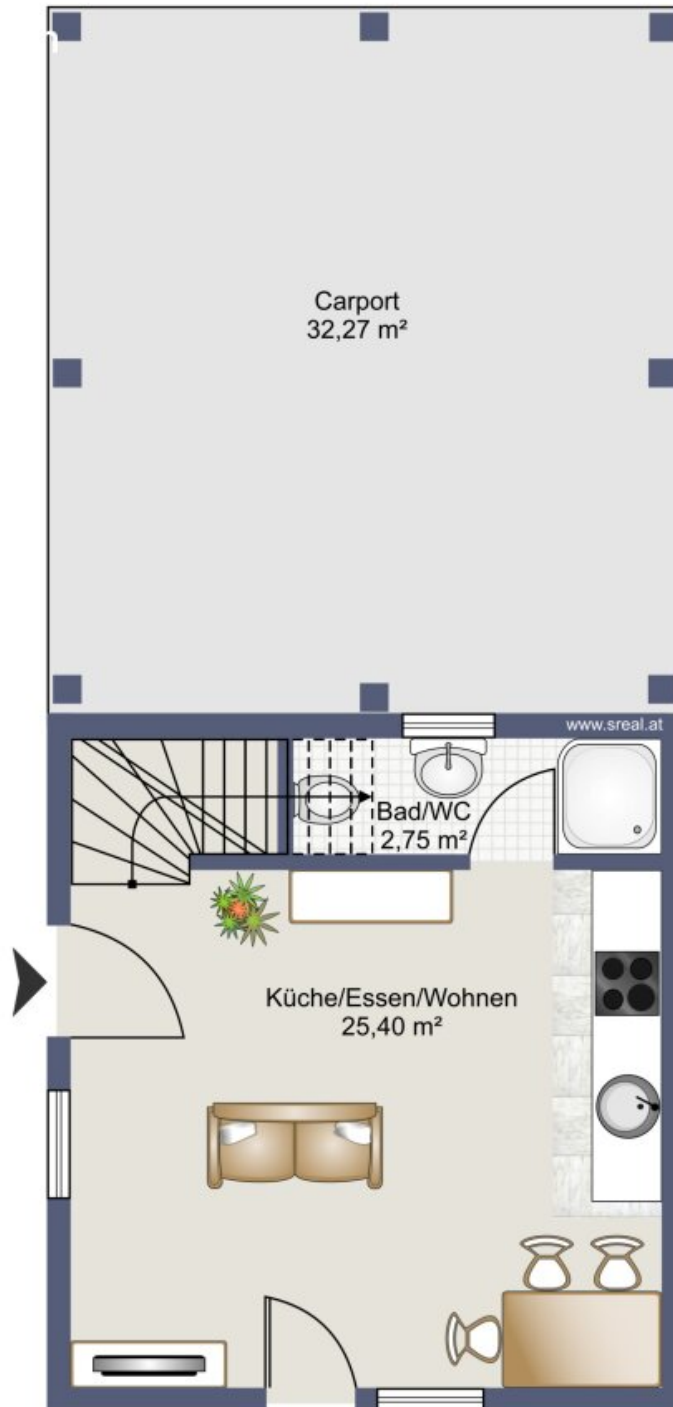 Carport
32,27 m²
www.sreal.at
Bad/WC
2,75 m²
Küche/Essen/Wohnen
25,40 m²